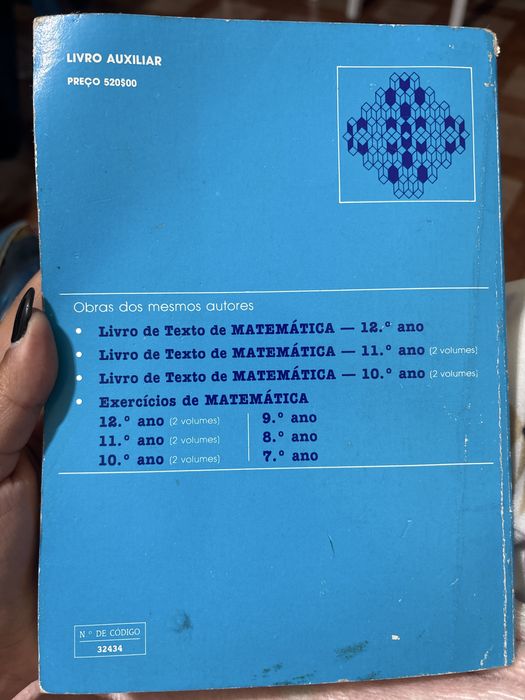 LIVRO AUXILIAR
PREÇO 520$00
Obras dos mesmos autores
• Livro de Texto de MATEMÁTICA — 12.º ano
• Livro de Texto de MATEMÁTICA — 11.º ano (2 volumes)
• Livro de Texto de MATEMÁTICA — 10.º ano (2 volumes)
• Exercícios de MATEMÁTICA
12.º ano (2 volumes)
11.º ano (2 volumes)
10.º ano (2 volumes)
9.º ano
8.º ano
7.º ano
N.º DE CÓDIGO
32434